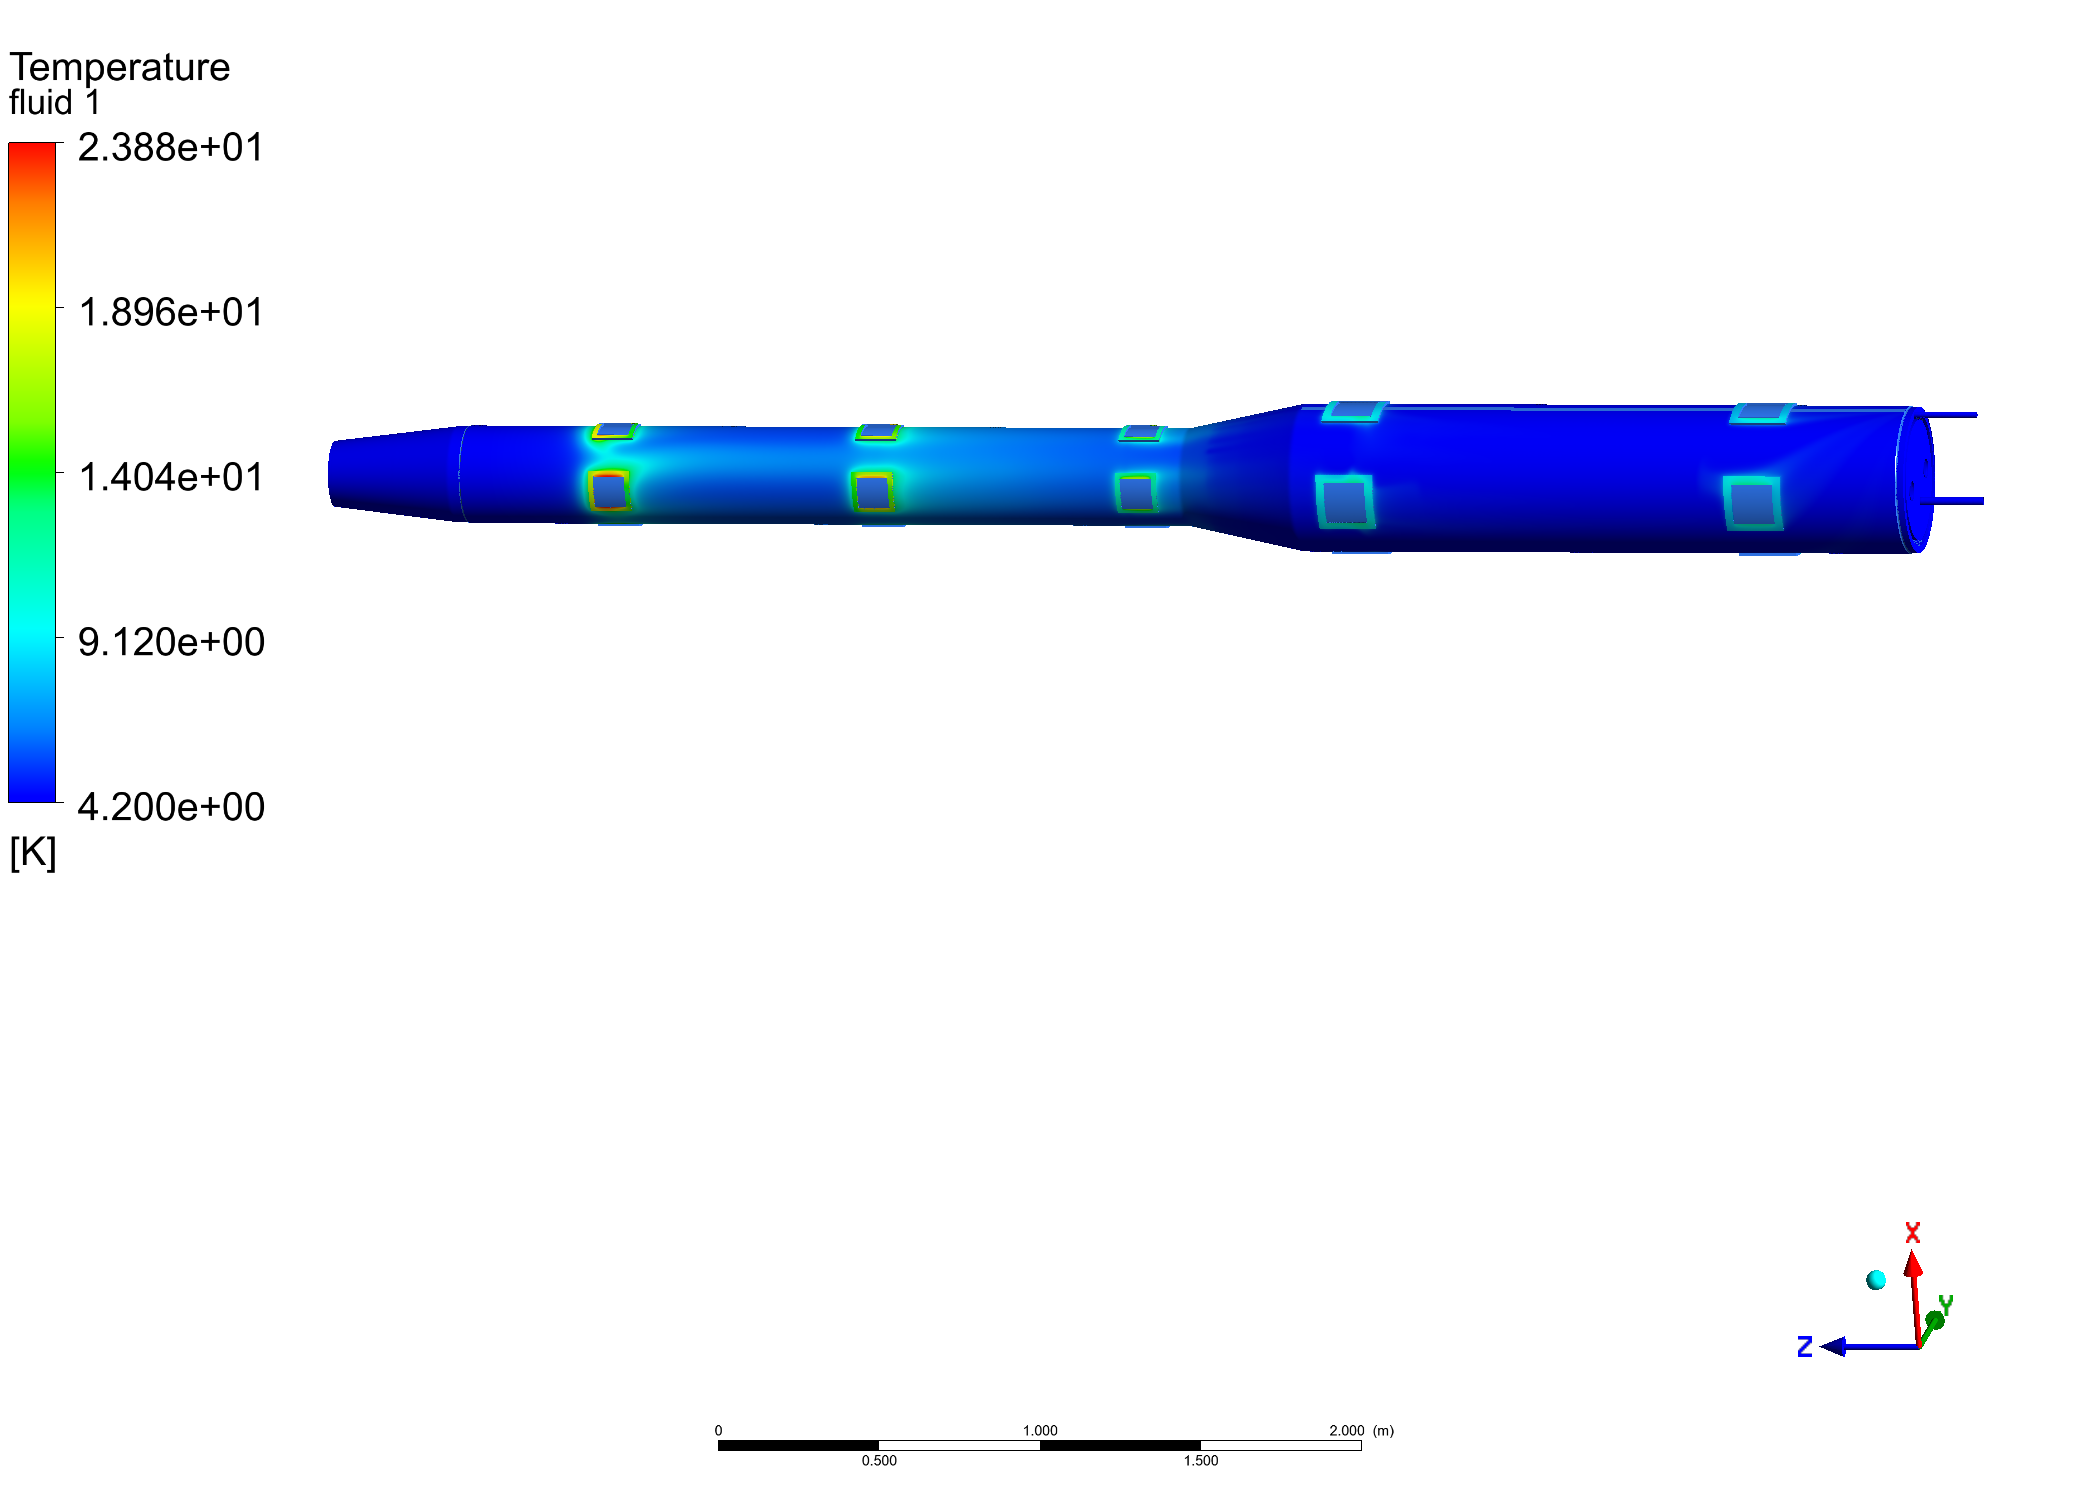 Temperature
fluid 1
2.388e+01
1.896e+01
1.404e+01
9.120e+00
4.200e+00
[K]
X
Y
Z
0 1.000 2.000 (m)
0.500 1.500